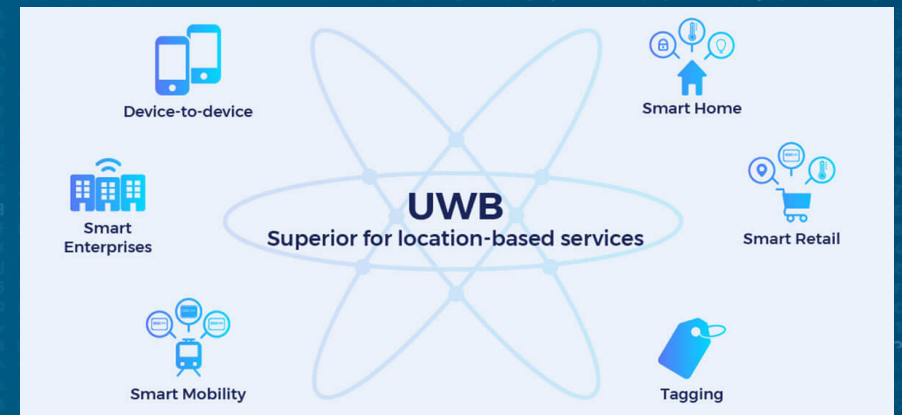 Device-to-device
Smart Home
UWB
Superior for location-based services
Smart
Enterprises
Smart Retail
Smart Mobility
Tagging